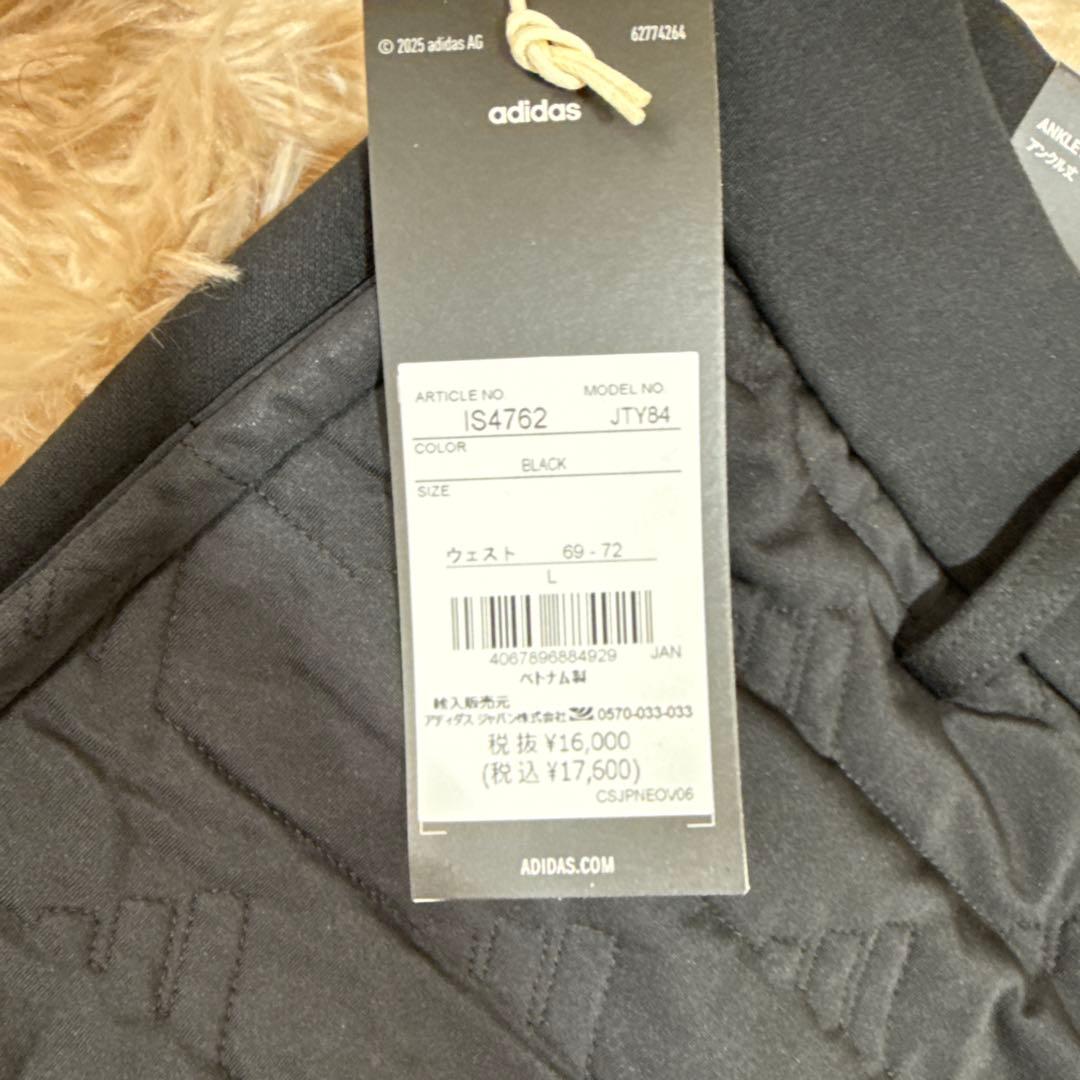 © 2025 adidas AG 62774264
adidas
ANKLE
アンクル丈
ARTICLE NO. MODEL NO.
IS4762 JTY84
COLOR
BLACK
SIZE
ウェスト 69 - 72
L
4067896884929 JAN
ベトナム製
輸入販売元
アディダス ジャパン株式会社 0570-033-033
税抜 ¥16,000
(税込 ¥17,600)
CSJPNEOV06
ADIDAS.COM